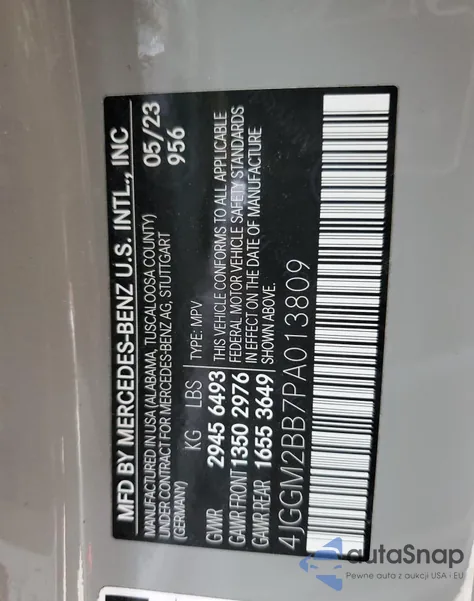 MFD BY MERCEDES-BENZ U.S. INTL., INC
MANUFACTURED IN USA (ALABAMA, TUSCALOOSA COUNTY)
UNDER CONTRACT FOR MERCEDES-BENZ AG, STUTTGART
(GERMANY)
05/23
956
KG LBS TYPE: MPV
GVWR 2945 6493
GAWR FRONT 1350 2976
GAWR REAR 1655 3649
THIS VEHICLE CONFORMS TO ALL APPLICABLE
FEDERAL MOTOR VEHICLE SAFETY STANDARDS
IN EFFECT ON THE DATE OF MANUFACTURE
SHOWN ABOVE.
4JGGM2BB7PA013809
autoSnap
Pewne auta z aukcji USA i EU